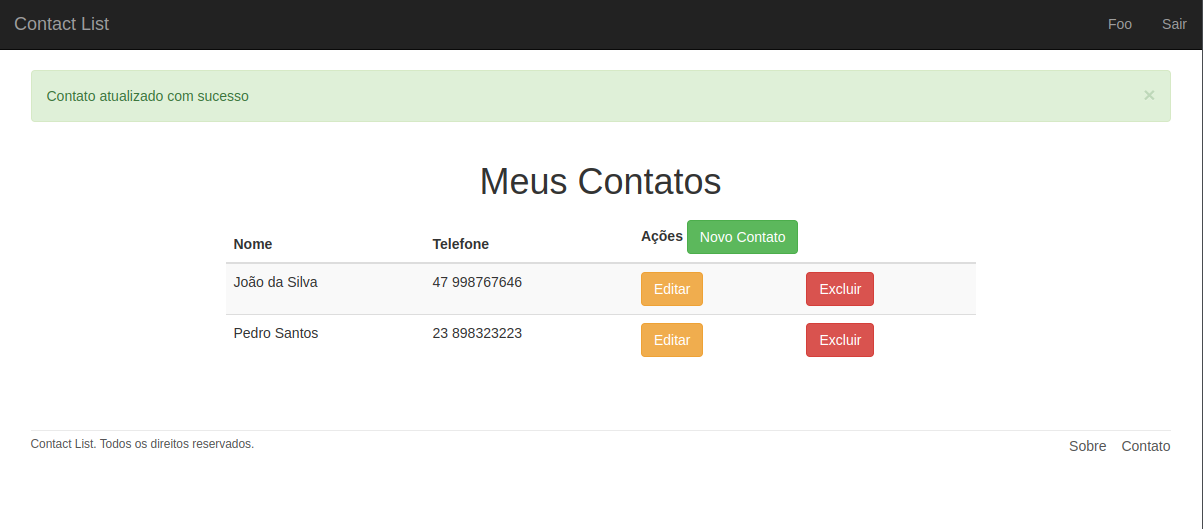 Contact List Foo Sair
Contato atualizado com sucesso ×
Meus Contatos
Nome Telefone Ações Novo Contato
João da Silva 47 998767646 Editar Excluir
Pedro Santos 23 898323223 Editar Excluir
Contact List. Todos os direitos reservados. Sobre Contato